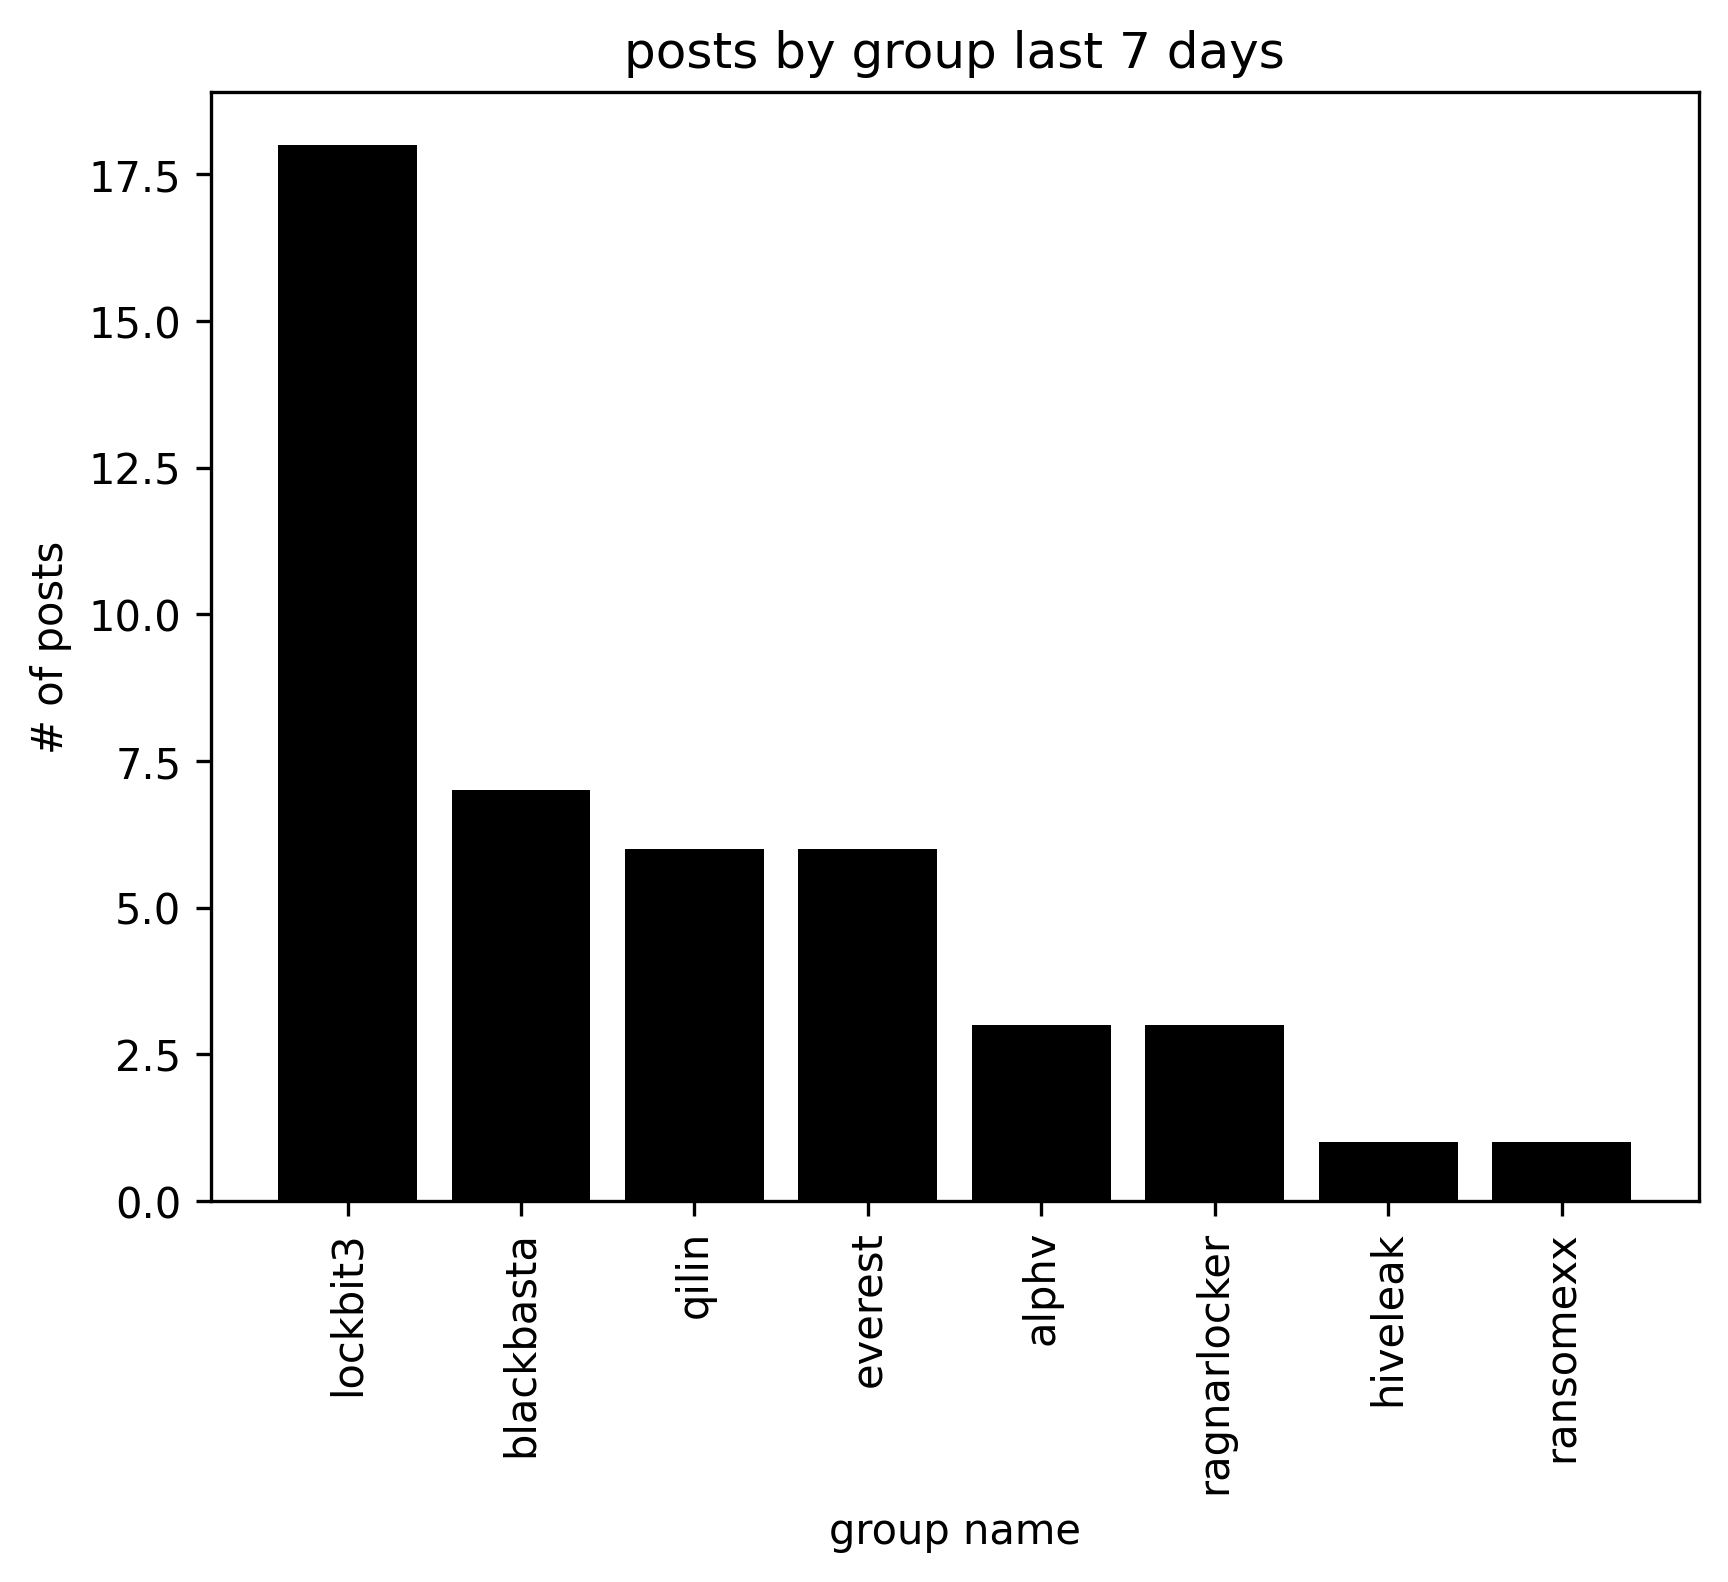 posts by group last 7 days
# of posts
17.5
15.0
12.5
10.0
7.5
5.0
2.5
0.0
lockbit3
blackbasta
qilin
everest
alphv
ragnarlocker
hiveleak
ransomexx
group name